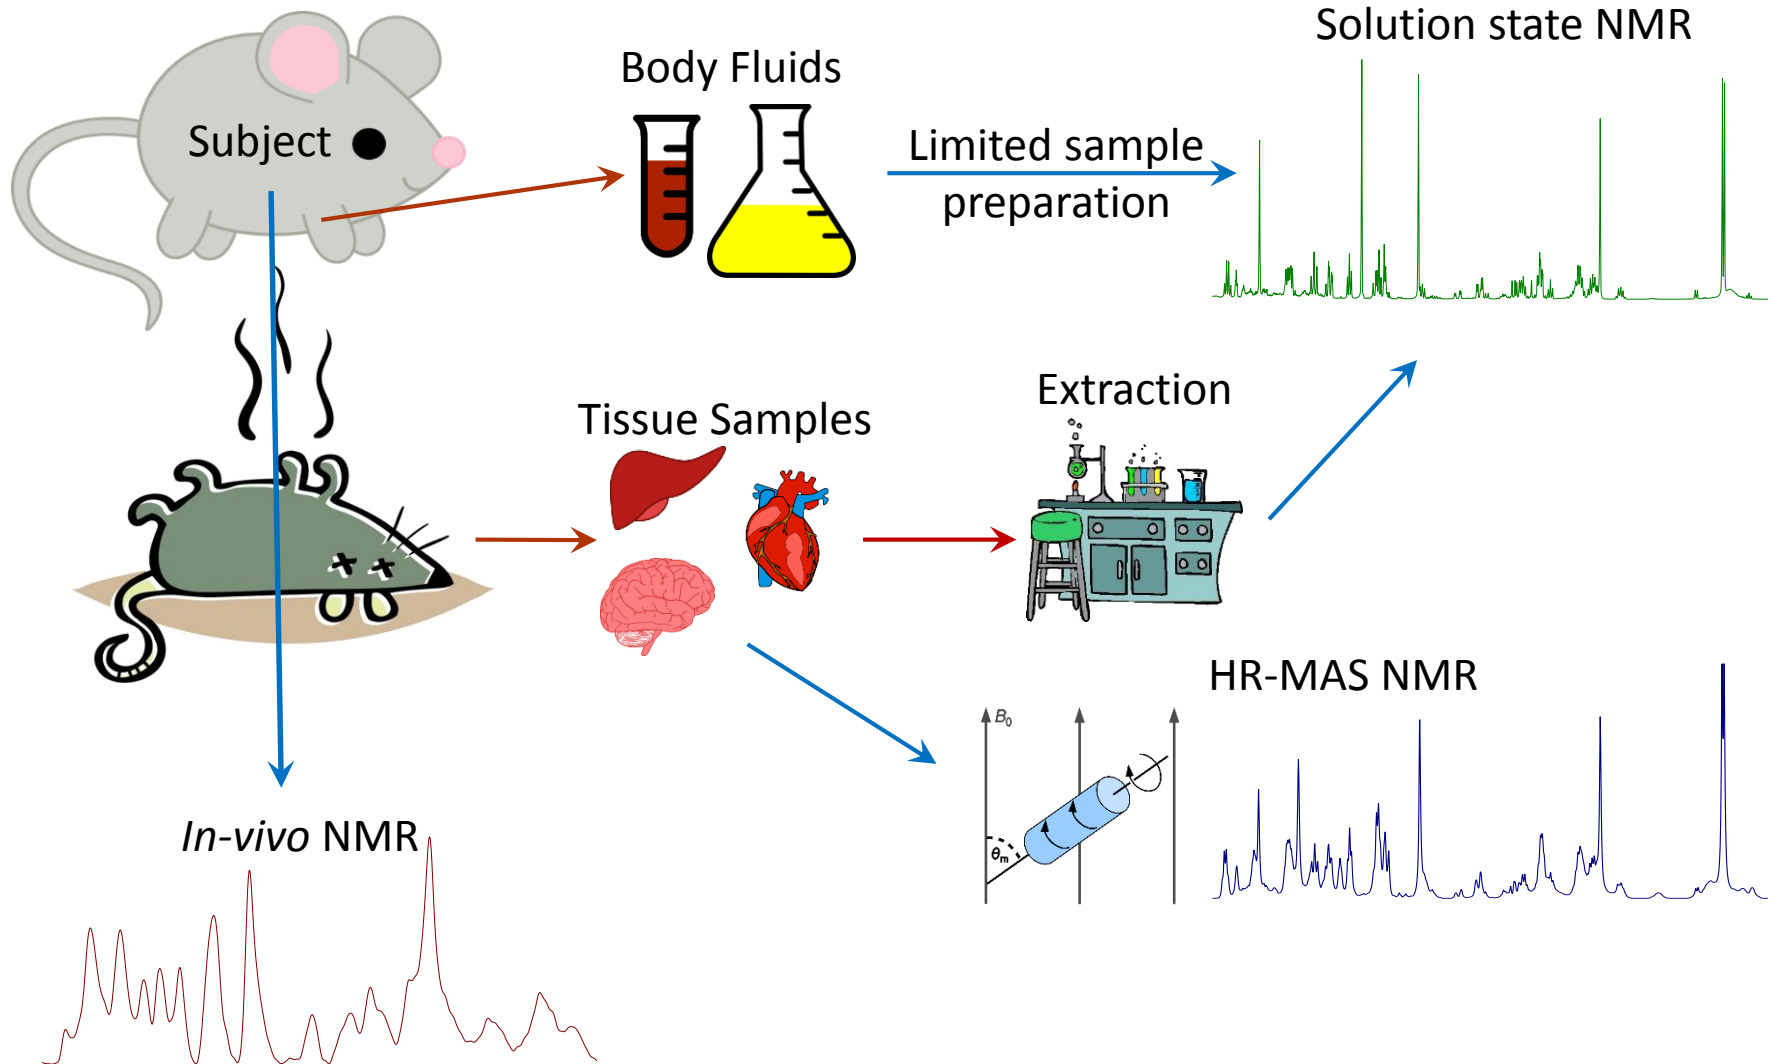 Solution state NMR
Body Fluids
Subject
Limited sample
preparation
Extraction
Tissue Samples
HR-MAS NMR
B₀
θₘ
In-vivo NMR